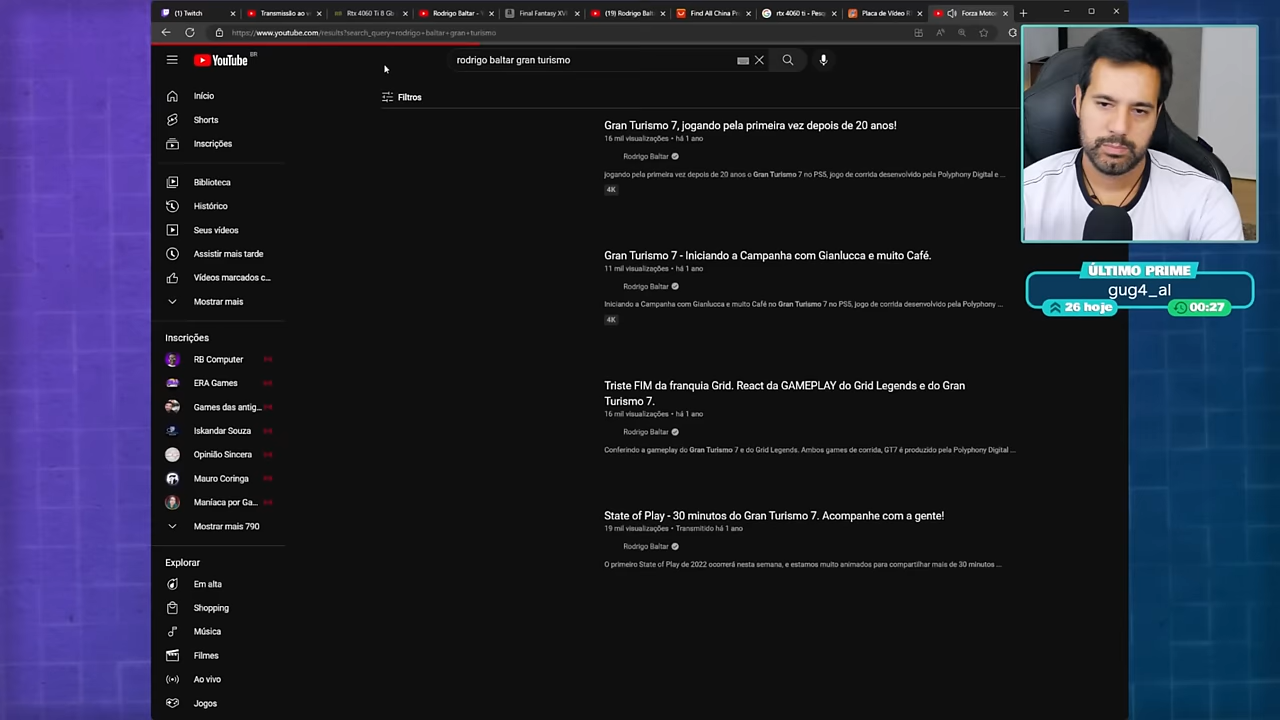 (1) Twitch
Transmissão ao v
Rtx 4060 Ti 8 G
Rodrigo Baltar - 
Final Fantasy XV
(19) Rodrigo Ba
Find All China Pr
rtx 4060 ti - Pes
Placa de Vídeo R
Forza Moto
https://www.youtube.com/results?search_query=rodrigo+baltar+gran+turismo
YouTube BR
rodrigo baltar gran turismo
Filtros
Início
Shorts
Inscrições
Biblioteca
Histórico
Seus vídeos
Assistir mais tarde
Vídeos marcados c...
Mostrar mais
Inscrições
RB Computer
ERA Games
Games das antig...
Iskandar Souza
Opinião Sincera
Mauro Coringa
Maníaca por Ga...
Mostrar mais 790
Explorar
Em alta
Shopping
Música
Filmes
Ao vivo
Jogos
Gran Turismo 7, jogando pela primeira vez depois de 20 anos!
16 mil visualizações • há 1 ano
Rodrigo Baltar
jogando pela primeira vez depois de 20 anos o Gran Turismo 7 no PS5, jogo de corrida desenvolvido pela Polyphony Digital e ...
4K
Gran Turismo 7 - Iniciando a Campanha com Gianlucca e muito Café.
11 mil visualizações • há 1 ano
Rodrigo Baltar
Iniciando a Campanha com Gianlucca e muito Café no Gran Turismo 7 no PS5, jogo de corrida desenvolvido pela Polyphony ...
4K
Triste FIM da franquia Grid. React da GAMEPLAY do Grid Legends e do Gran
Turismo 7.
16 mil visualizações • há 1 ano
Rodrigo Baltar
Conferindo a gameplay do Gran Turismo 7 e do Grid Legends. Ambos games de corrida, GT7 é produzido pela Polyphony Digital ...
State of Play - 30 minutos do Gran Turismo 7. Acompanhe com a gente!
19 mil visualizações • Transmitido há 1 ano
Rodrigo Baltar
O primeiro State of Play de 2022 ocorrerá nesta semana, e estamos muito animados para compartilhar mais de 30 minutos ...
ÚLTIMO PRIME
gug4_al
26 hoje
00:27